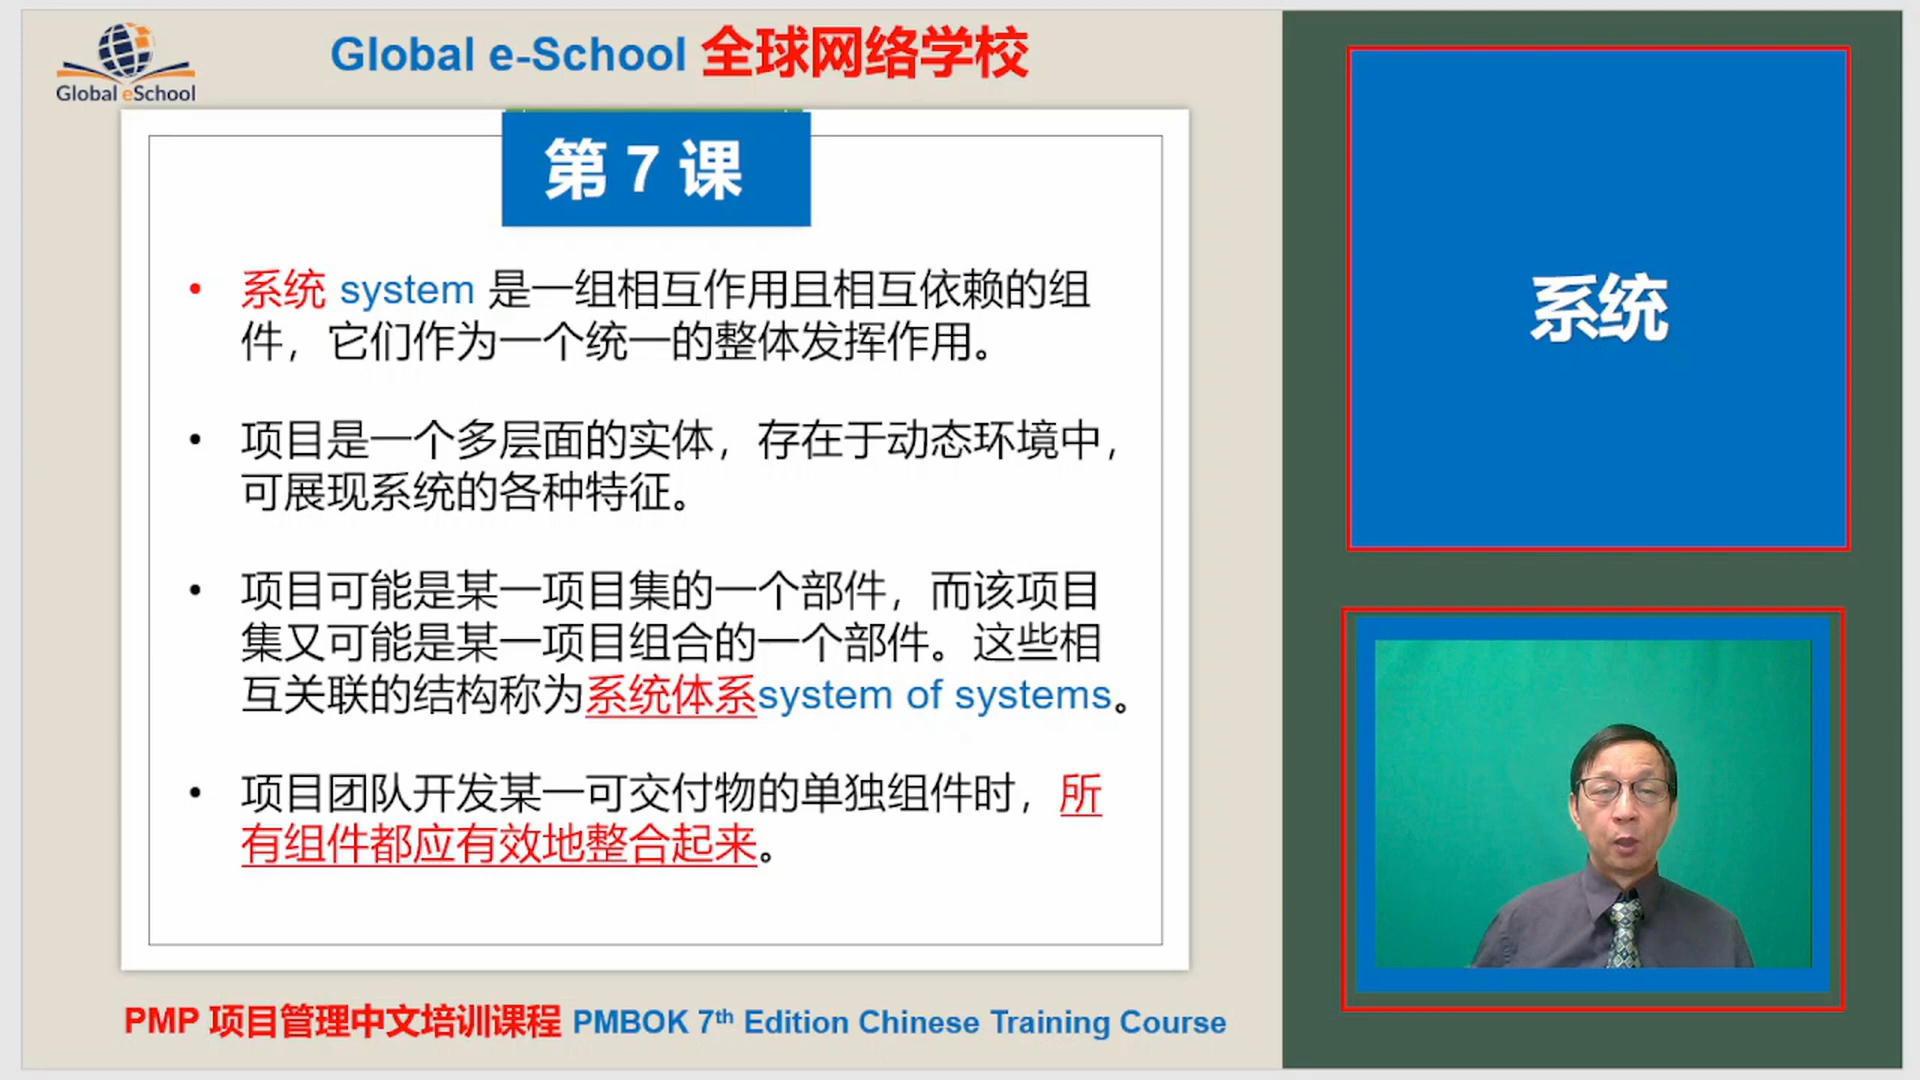 Global e-School 全球网络学校
Global eSchool
第 7 课
• 系统 system 是一组相互作用且相互依赖的组
件，它们作为一个统一的整体发挥作用。
• 项目是一个多层面的实体，存在于动态环境中，
可展现系统的各种特征。
• 项目可能是某一项目集的一个部件，而该项目
集又可能是某一项目组合的一个部件。这些相
互关联的结构称为系统体系system of systems。
• 项目团队开发某一可交付物的单独组件时，所
有组件都应有效地整合起来。
系统
PMP 项目管理中文培训课程 PMBOK 7th Edition Chinese Training Course